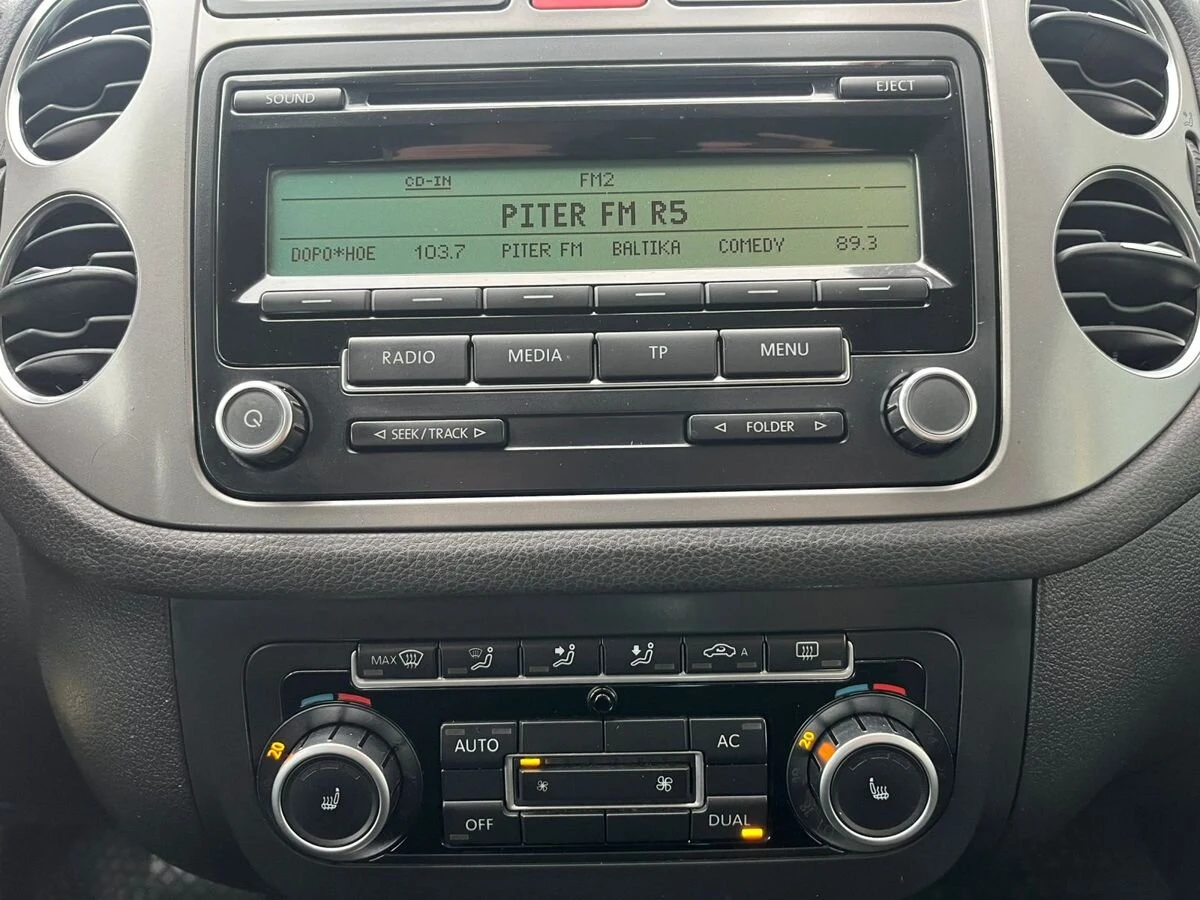 SOUND EJECT
CD-IN FM2
PITER FM R5
DOPO*HOE 103.7 PITER FM BALTIKA COMEDY 89.3
RADIO MEDIA TP MENU
SEEK/TRACK FOLDER
MAX A
20 20
AUTO AC
OFF DUAL